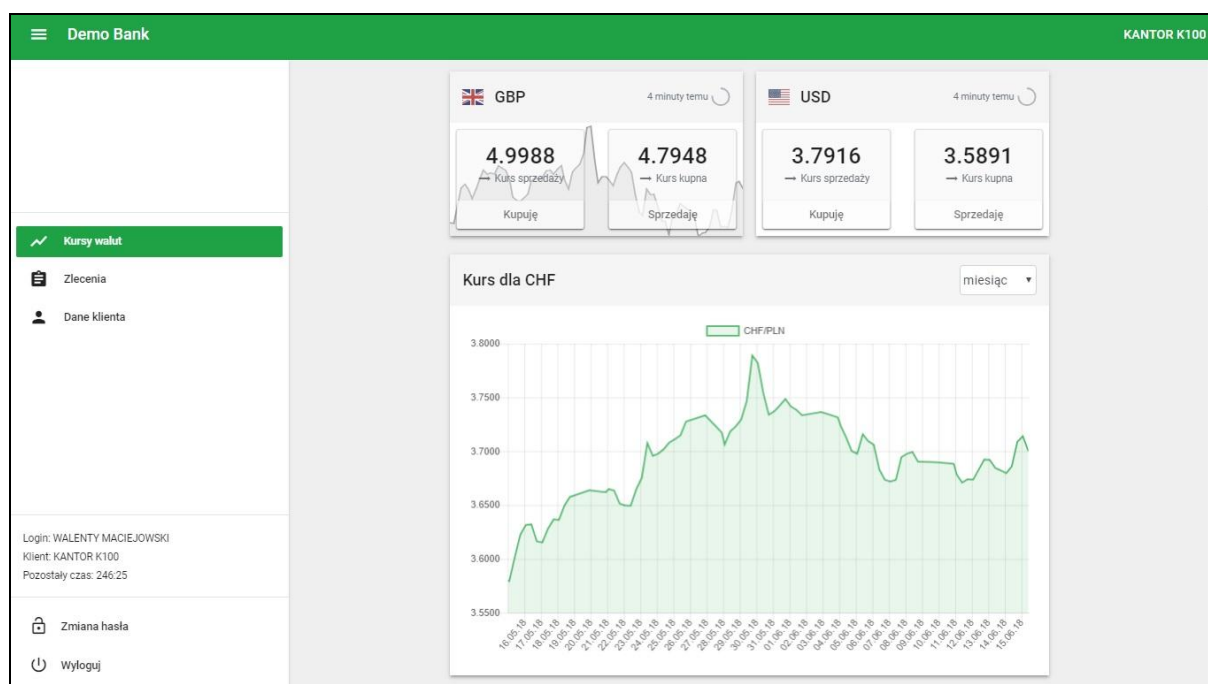 Demo Bank
KANTOR K100
GBP
4 minuty temu
USD
4 minuty temu
4.9988
Kurs sprzedaży
Kupuję
4.7948
Kurs kupna
Sprzedaję
3.7916
Kurs sprzedaży
Kupuję
3.5891
Kurs kupna
Sprzedaję
Kursy walut
Zlecenia
Dane klienta
Kurs dla CHF
miesiąc
CHF/PLN
3.8000
3.7500
3.7000
3.6500
3.6000
3.5500
16.05.18
17.05.18
18.05.18
19.05.18
20.05.18
21.05.18
22.05.18
23.05.18
24.05.18
25.05.18
26.05.18
27.05.18
28.05.18
29.05.18
30.05.18
31.05.18
01.06.18
02.06.18
03.06.18
04.06.18
05.06.18
06.06.18
07.06.18
08.06.18
09.06.18
10.06.18
11.06.18
12.06.18
13.06.18
14.06.18
15.06.18
Login: WALENTY MACIEJOWSKI
Klient: KANTOR K100
Pozostały czas: 246:25
Zmiana hasła
Wyloguj